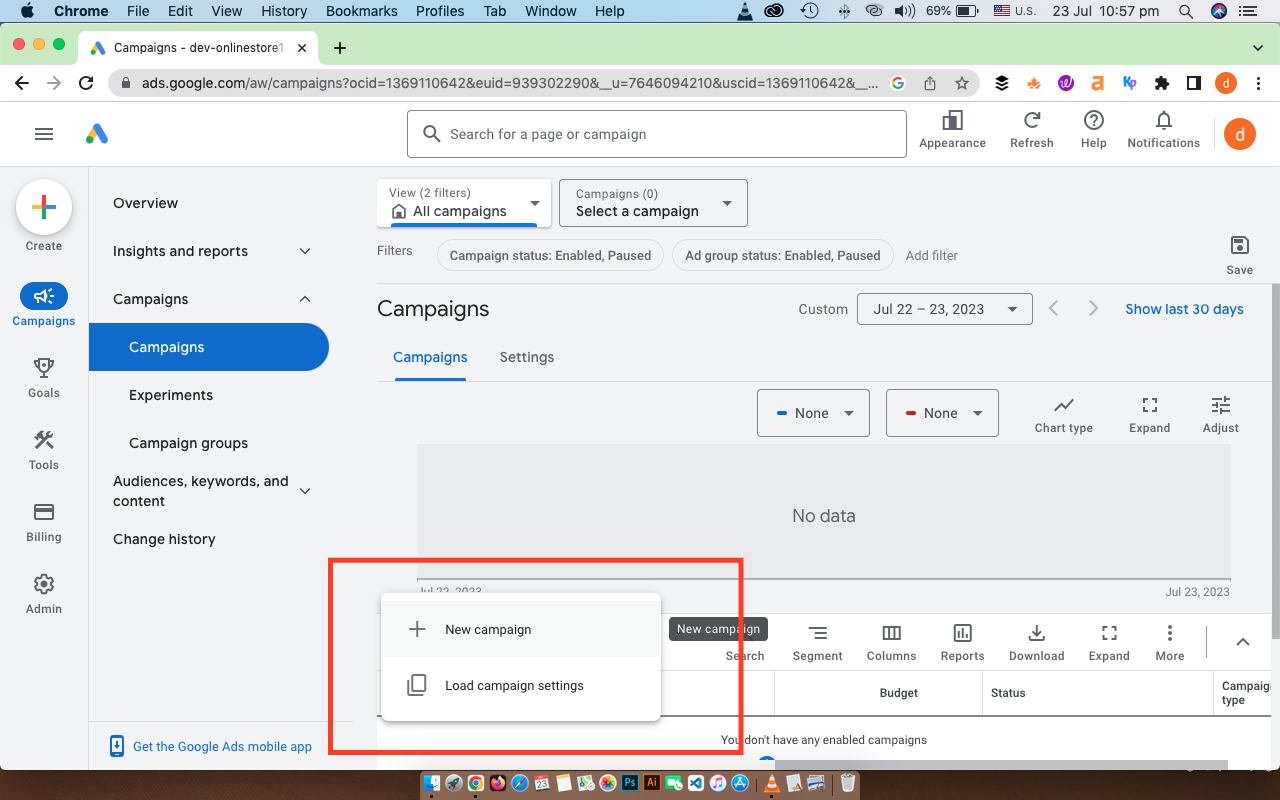 Chrome File Edit View History Bookmarks Profiles Tab Window Help 69% U.S. 23 Jul 10:57 pm
Campaigns - dev-onlinestore1
ads.google.com/aw/campaigns?ocid=1369110642&euid=939302290&__u=7646094210&uscid=1369110642&__...
Search for a page or campaign
Appearance Refresh Help Notifications
d
Create
Campaigns
Goals
Tools
Billing
Admin
Overview
Insights and reports
Campaigns
Campaigns
Experiments
Campaign groups
Audiences, keywords, and
content
Change history
Get the Google Ads mobile app
View (2 filters)
All campaigns
Campaigns (0)
Select a campaign
Filters Campaign status: Enabled, Paused Ad group status: Enabled, Paused Add filter
Save
Campaigns
Custom Jul 22 – 23, 2023 Show last 30 days
Campaigns Settings
None None
Chart type Expand Adjust
No data
Jul 22, 2023 Jul 23, 2023
New campaign
Load campaign settings
New campaign
Search Segment Columns Reports Download Expand More
Budget Status Campaign
type
You don't have any enabled campaigns
23
Ps Ai